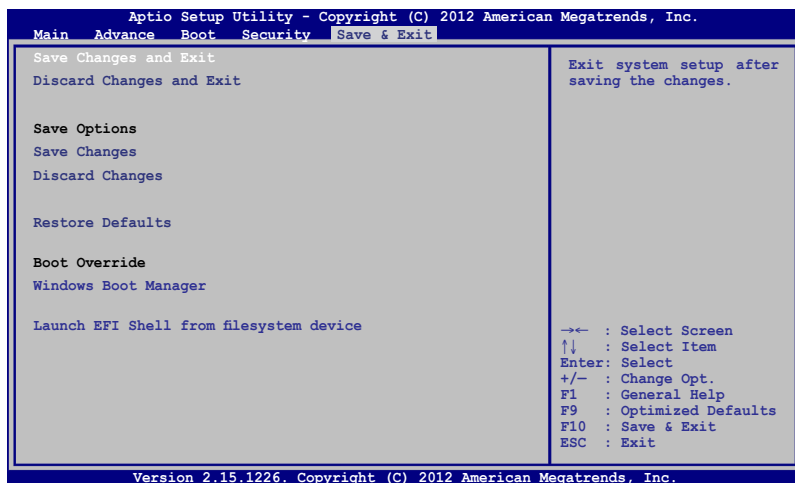 Aptio Setup Utility - Copyright (C) 2012 American Megatrends, Inc.
Main Advance Boot Security Save & Exit
Save Changes and Exit
Discard Changes and Exit
Save Options
Save Changes
Discard Changes
Restore Defaults
Boot Override
Windows Boot Manager
Launch EFI Shell from filesystem device
Exit system setup after
saving the changes.
→← : Select Screen
↑↓ : Select Item
Enter: Select
+/— : Change Opt.
F1 : General Help
F9 : Optimized Defaults
F10 : Save & Exit
ESC : Exit
Version 2.15.1226. Copyright (C) 2012 American Megatrends, Inc.